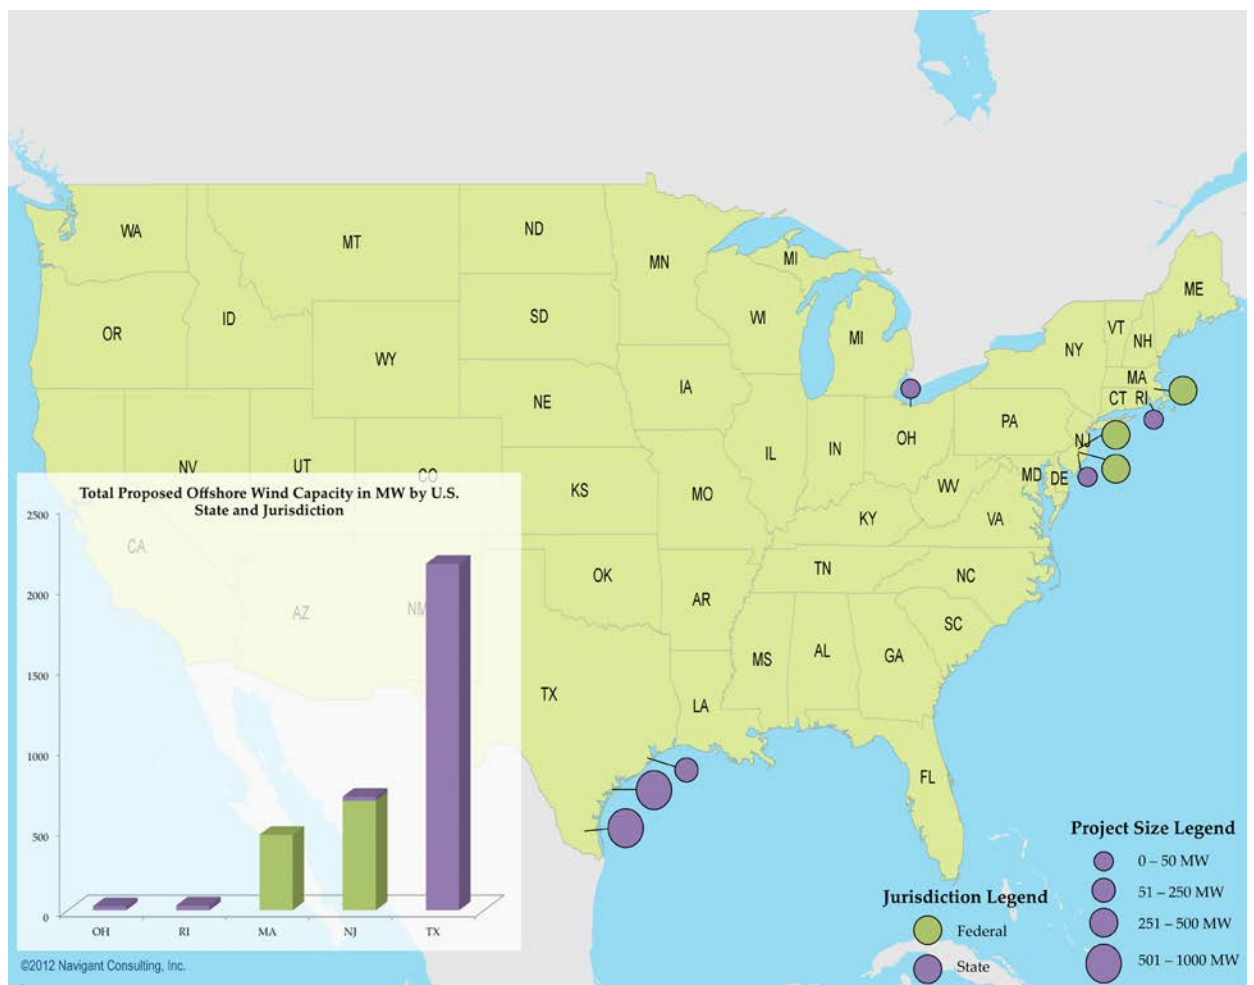 WA
MT
ND
MN
MI
ME
OR
ID
SD
WI
MI
VT
NH
NY
WY
IA
MA
CT RI
NE
PA
NJ
OH
IL
IN
NV
UT
CO
KS
MO
WV
MD
DE
KY
VA
Total Proposed Offshore Wind Capacity in MW by U.S.
State and Jurisdiction
2500
2000
1500
1000
500
0
OH RI MA NJ TX
CA
AZ
NM
OK
TN
NC
AR
SC
MS
AL
GA
TX
LA
FL
Project Size Legend
0 – 50 MW
51 – 250 MW
251 – 500 MW
501 – 1000 MW
Jurisdiction Legend
Federal
State
©2012 Navigant Consulting, Inc.